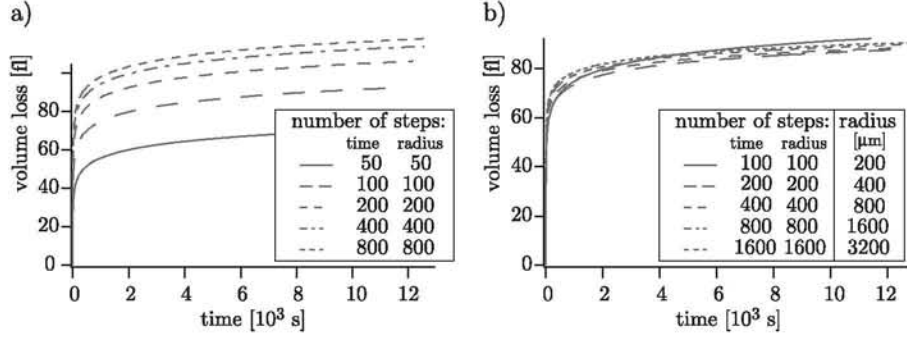 a)
volume loss [fl]
80
60
40
20
0
number of steps:
time radius
50 50
100 100
200 200
400 400
800 800
0 2 4 6 8 10 12
time [10³ s]
b)
volume loss [fl]
80
60
40
20
0
number of steps: radius
time radius [µm]
100 100 200
200 200 400
400 400 800
800 800 1600
1600 1600 3200
0 2 4 6 8 10 12
time [10³ s]